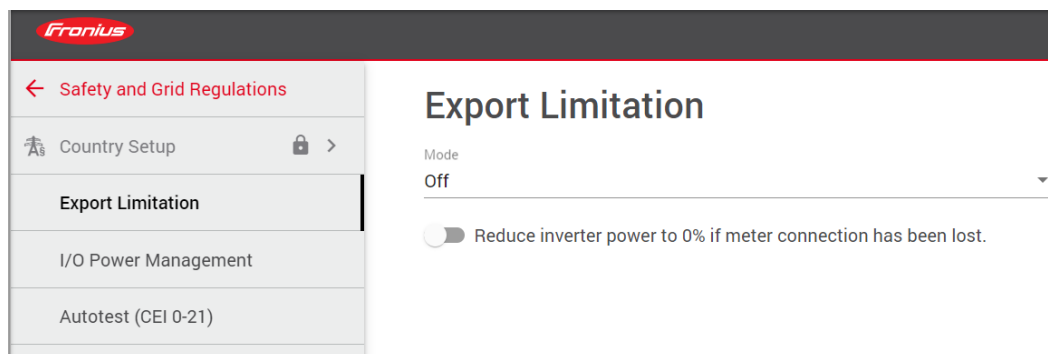 Fronius
Safety and Grid Regulations
Country Setup
Export Limitation
I/O Power Management
Autotest (CEI 0-21)
Export Limitation
Mode
Off
Reduce inverter power to 0% if meter connection has been lost.